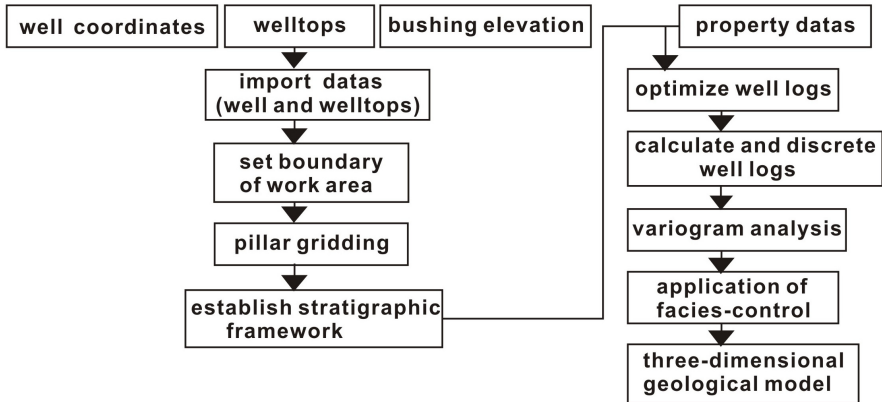 well coordinates
welltops
bushing elevation
import datas
(well and welltops)
set boundary
of work area
pillar gridding
establish stratigraphic
framework
property datas
optimize well logs
calculate and discrete
well logs
variogram analysis
application of
facies-control
three-dimensional
geological model